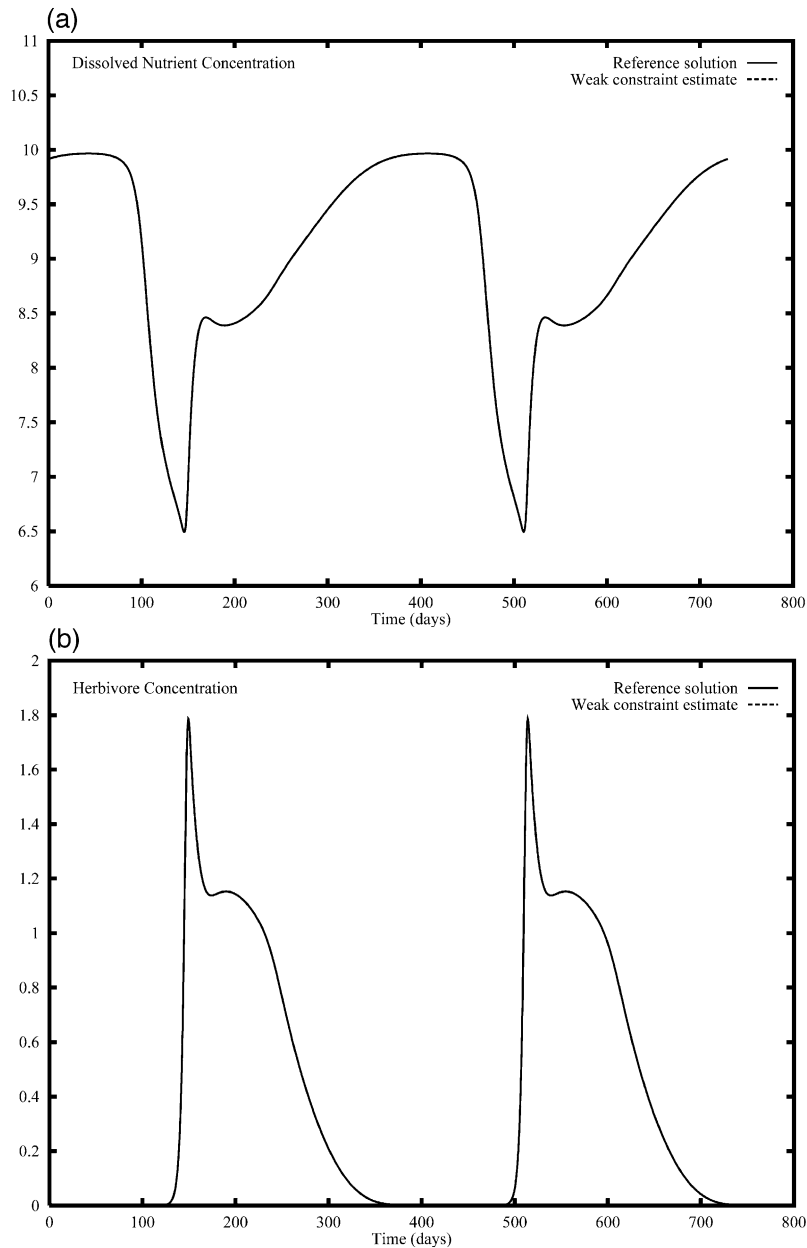 (a)
Dissolved Nutrient Concentration
Reference solution
Weak constraint estimate
11
10.5
10
9.5
9
8.5
8
7.5
7
6.5
6
0 100 200 300 400 500 600 700 800
Time (days)
(b)
Herbivore Concentration
Reference solution
Weak constraint estimate
2
1.8
1.6
1.4
1.2
1
0.8
0.6
0.4
0.2
0
0 100 200 300 400 500 600 700 800
Time (days)